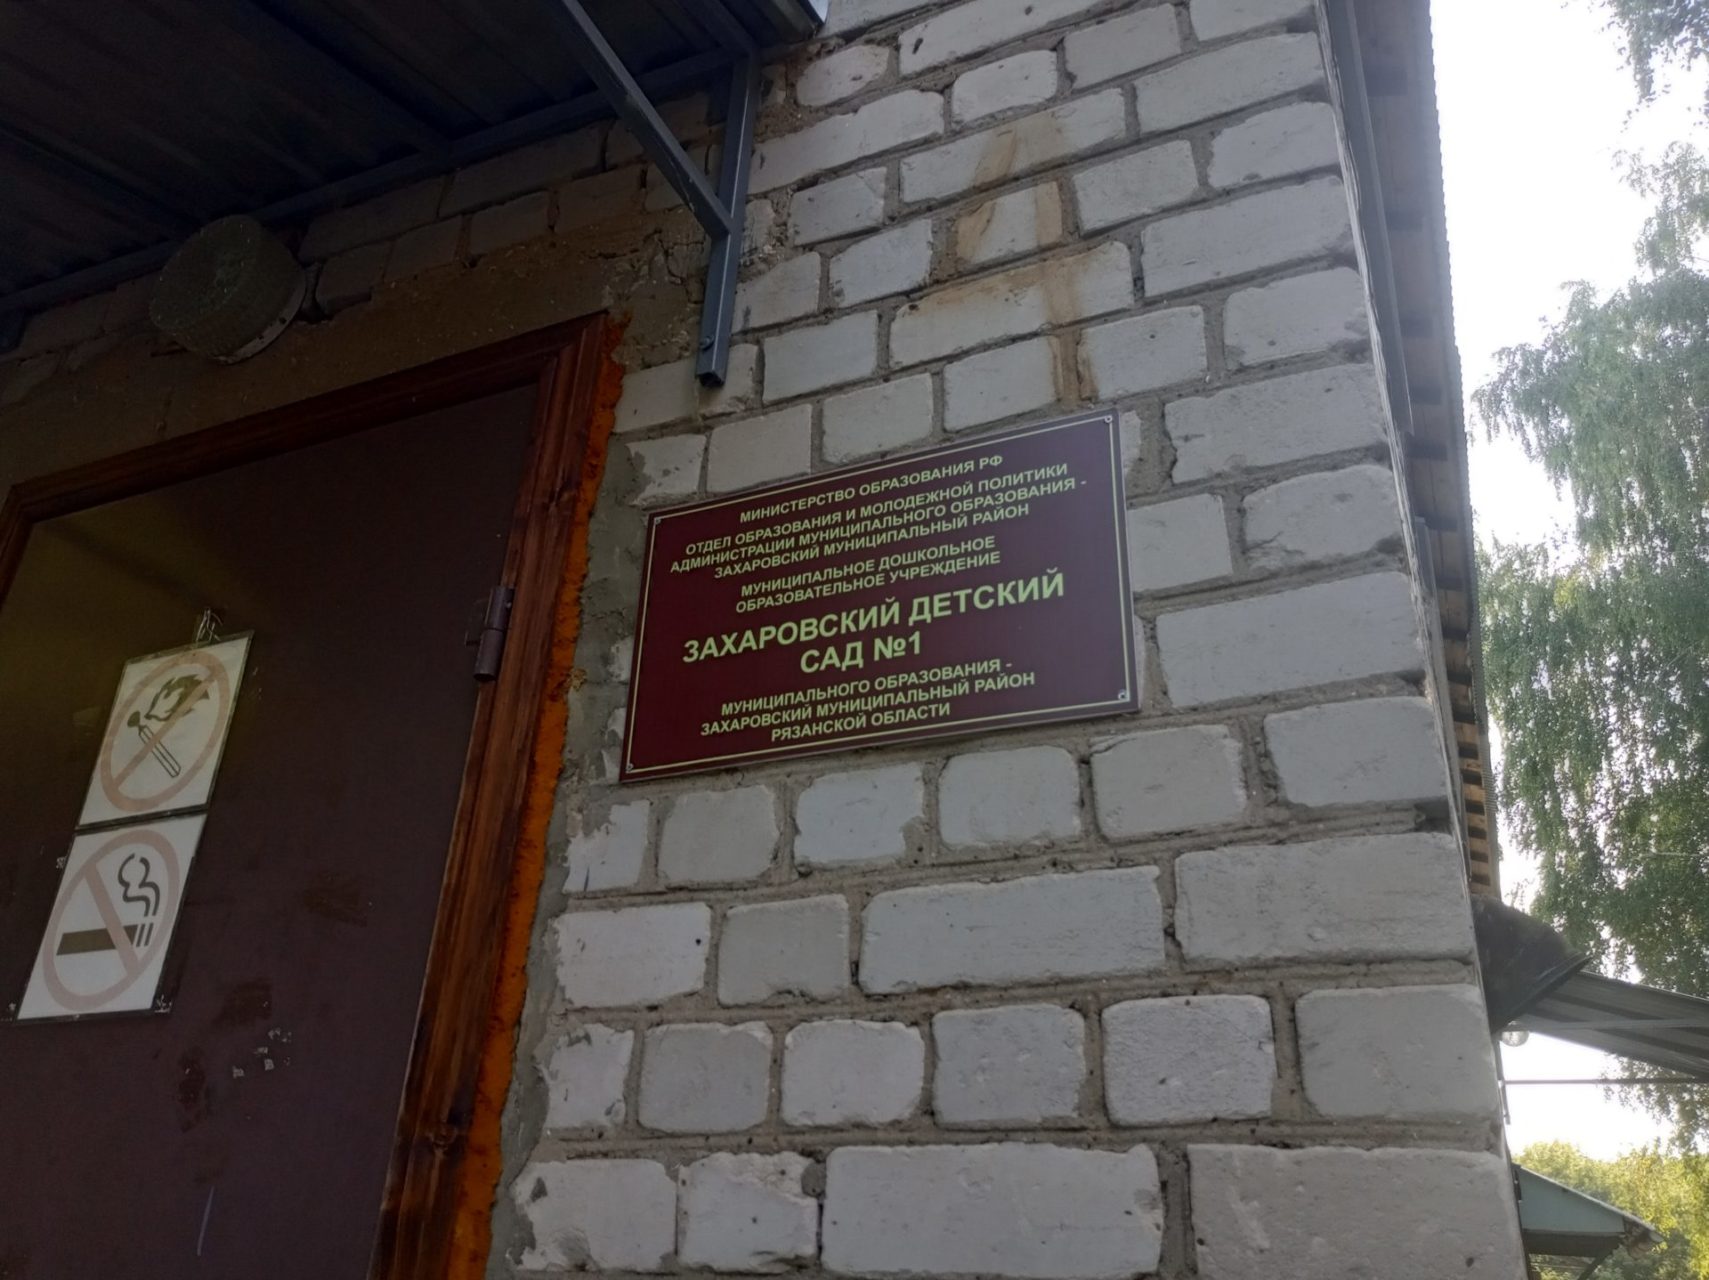 МИНИСТЕРСТВО ОБРАЗОВАНИЯ РФ
ОТДЕЛ ОБРАЗОВАНИЯ И МОЛОДЕЖНОЙ ПОЛИТИКИ
АДМИНИСТРАЦИИ МУНИЦИПАЛЬНОГО ОБРАЗОВАНИЯ -
ЗАХАРОВСКИЙ МУНИЦИПАЛЬНЫЙ РАЙОН
МУНИЦИПАЛЬНОЕ ДОШКОЛЬНОЕ
ОБРАЗОВАТЕЛЬНОЕ УЧРЕЖДЕНИЕ
ЗАХАРОВСКИЙ ДЕТСКИЙ
САД №1
МУНИЦИПАЛЬНОГО ОБРАЗОВАНИЯ -
ЗАХАРОВСКИЙ МУНИЦИПАЛЬНЫЙ РАЙОН
РЯЗАНСКОЙ ОБЛАСТИ